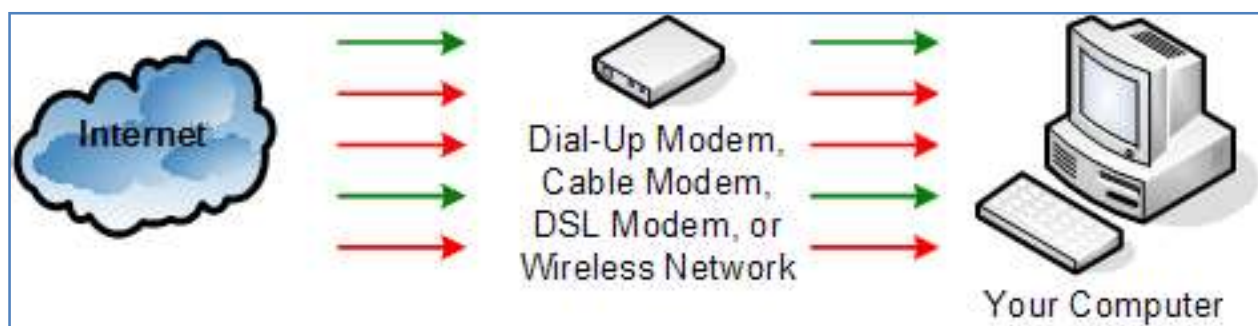 Internet
Dial-Up Modem,
Cable Modem,
DSL Modem, or
Wireless Network
Your Computer